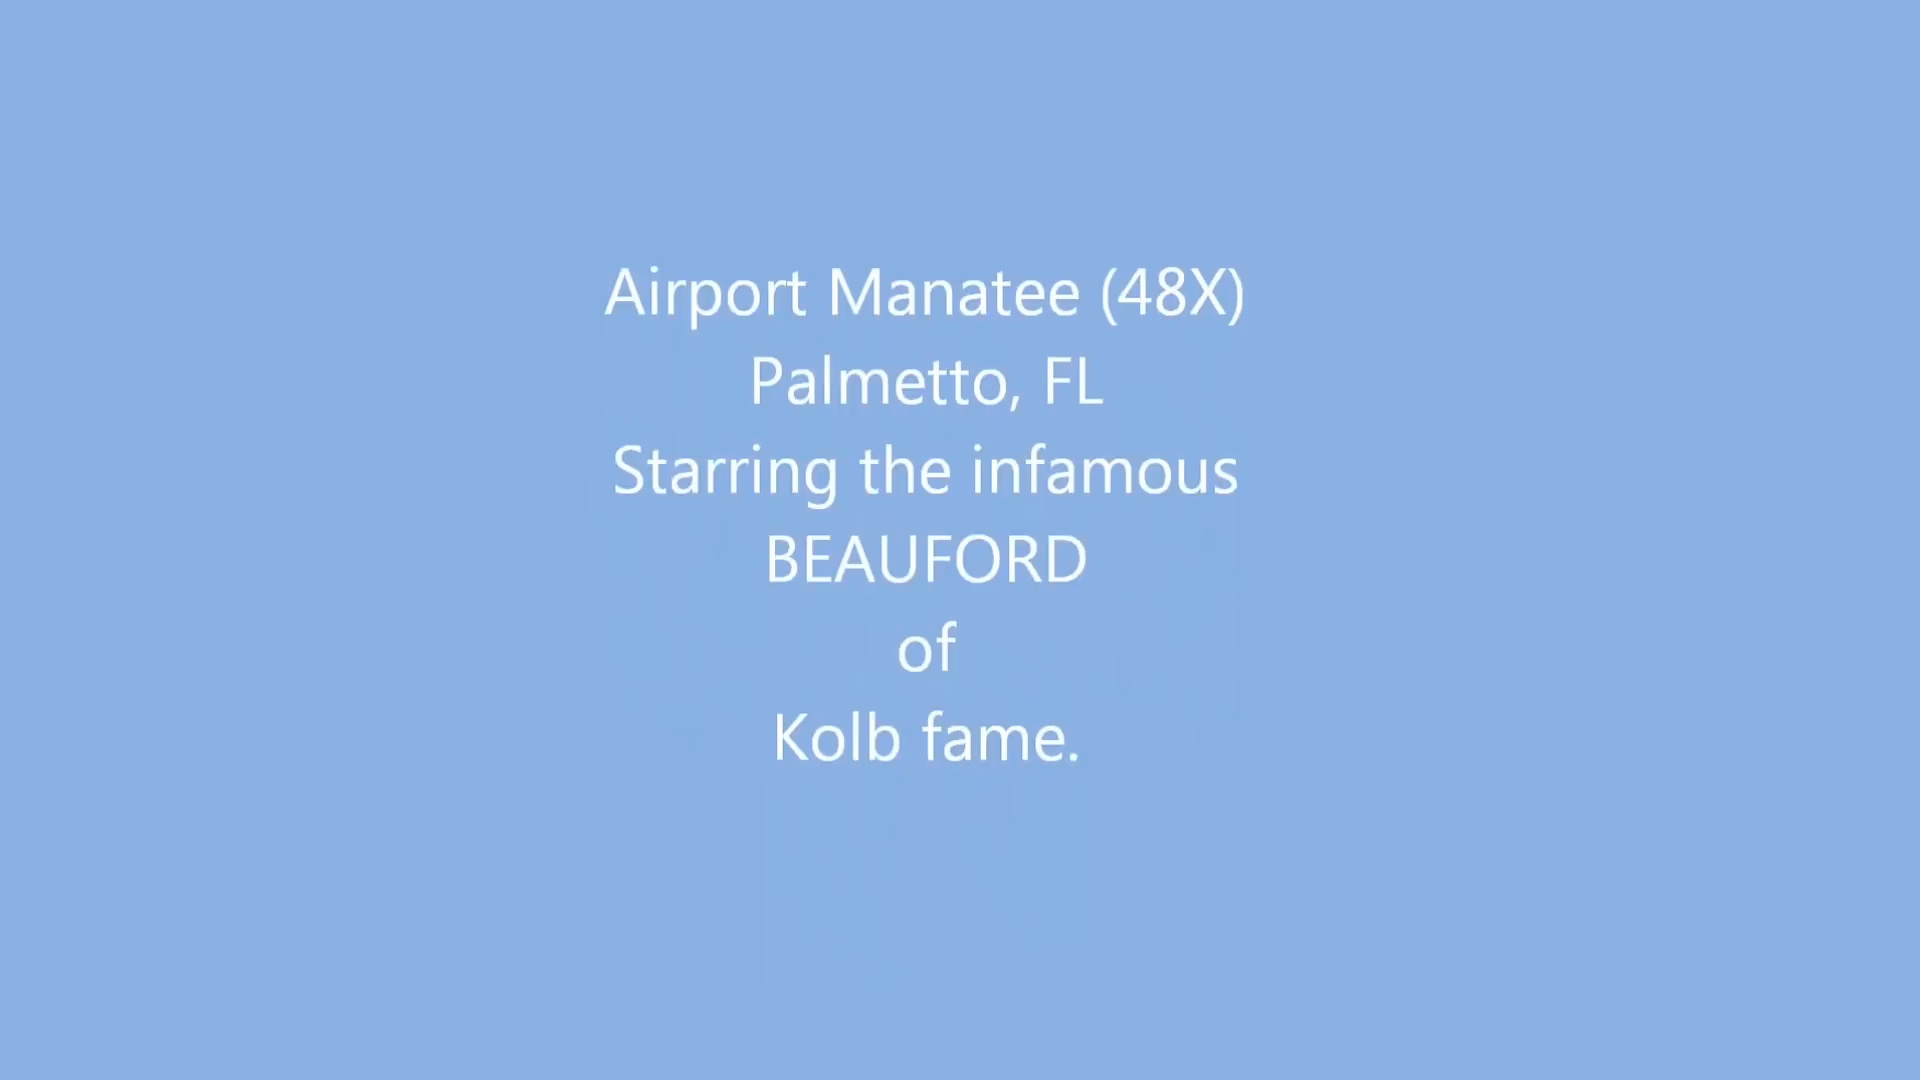 Airport Manatee (48X)
Palmetto, FL
Starring the infamous
BEAUFORD
of
Kolb fame.